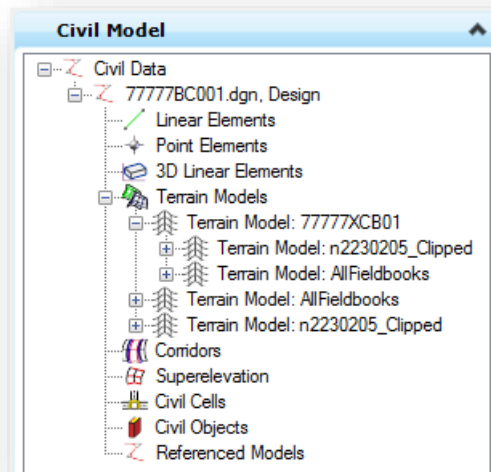 Civil Model
Civil Data
77777BC001.dgn, Design
Linear Elements
Point Elements
3D Linear Elements
Terrain Models
Terrain Model: 77777XCB01
Terrain Model: n2230205_Clipped
Terrain Model: AllFieldbooks
Terrain Model: AllFieldbooks
Terrain Model: n2230205_Clipped
Corridors
Superelevation
Civil Cells
Civil Objects
Referenced Models